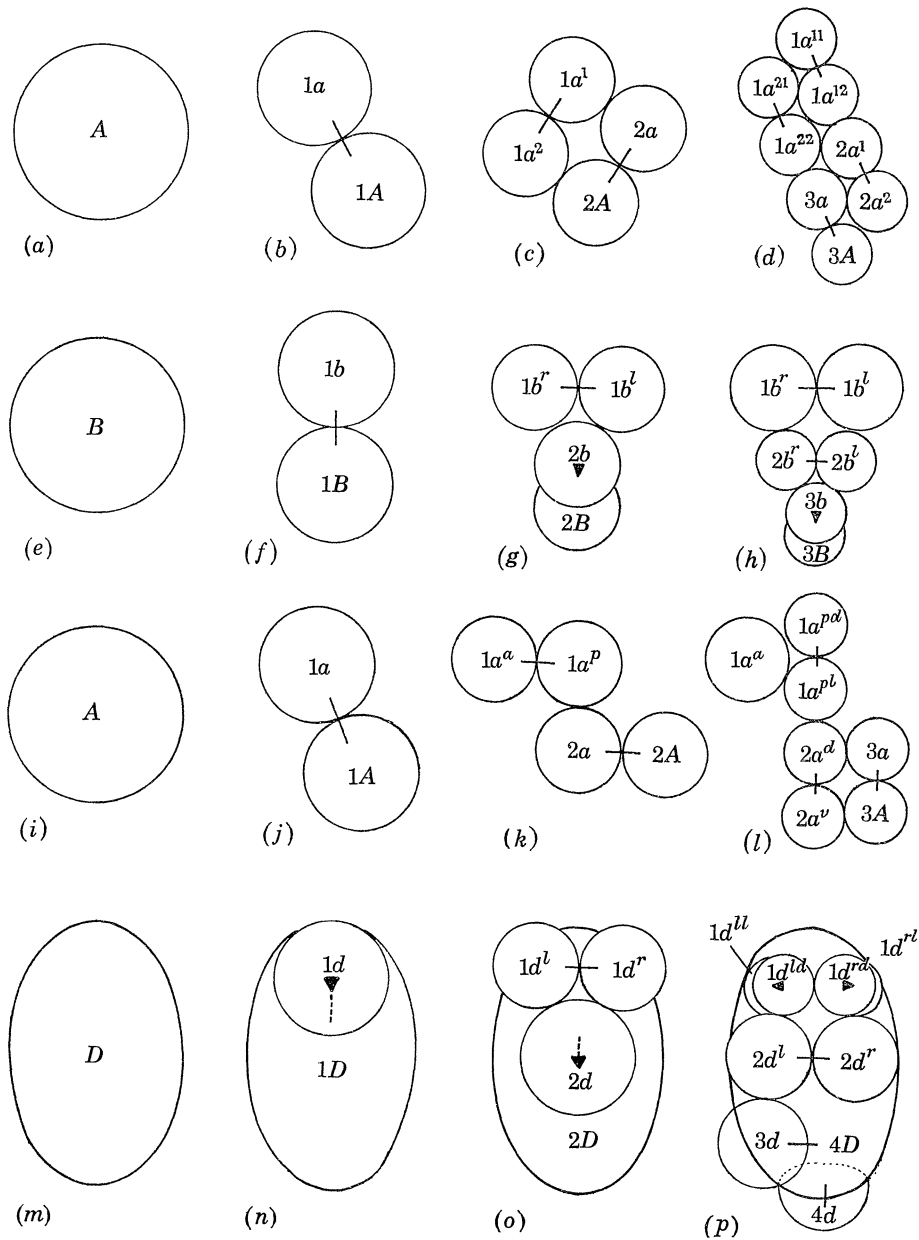 A
(a)
1a
1A
(b)
1a¹
2a
1a²
2A
(c)
1a¹¹
1a²¹
1a¹²
1a²²
2a¹
3a
2a²
3A
(d)
B
(e)
1b
1B
(f)
1bʳ
1bˡ
2b
2B
(g)
1bʳ
1bˡ
2bʳ
2bˡ
3b
3B
(h)
A
(i)
1a
1A
(j)
1aᵃ
1aᵖ
2a
2A
(k)
1aᵖᵈ
1aᵃ
1aᵖˡ
2aᵈ
3a
2aᵛ
3A
(l)
D
(m)
1d
1D
(n)
1dˡ
1dʳ
2d
2D
(o)
1dˡˡ
1dʳˡ
1dˡᵈ
1dʳᵈ
2dˡ
2dʳ
3d
4D
4d
(p)